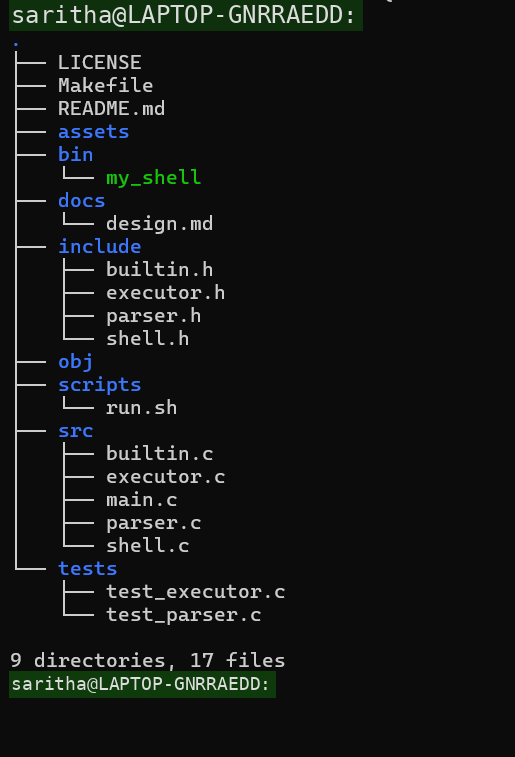 saritha@LAPTOP-GNRRAEDD:
.
├── LICENSE
├── Makefile
├── README.md
├── assets
├── bin
│   └── my_shell
├── docs
│   └── design.md
├── include
│   ├── builtin.h
│   ├── executor.h
│   ├── parser.h
│   └── shell.h
├── obj
├── scripts
│   └── run.sh
├── src
│   ├── builtin.c
│   ├── executor.c
│   ├── main.c
│   ├── parser.c
│   └── shell.c
└── tests
    ├── test_executor.c
    └── test_parser.c
9 directories, 17 files
saritha@LAPTOP-GNRRAEDD: